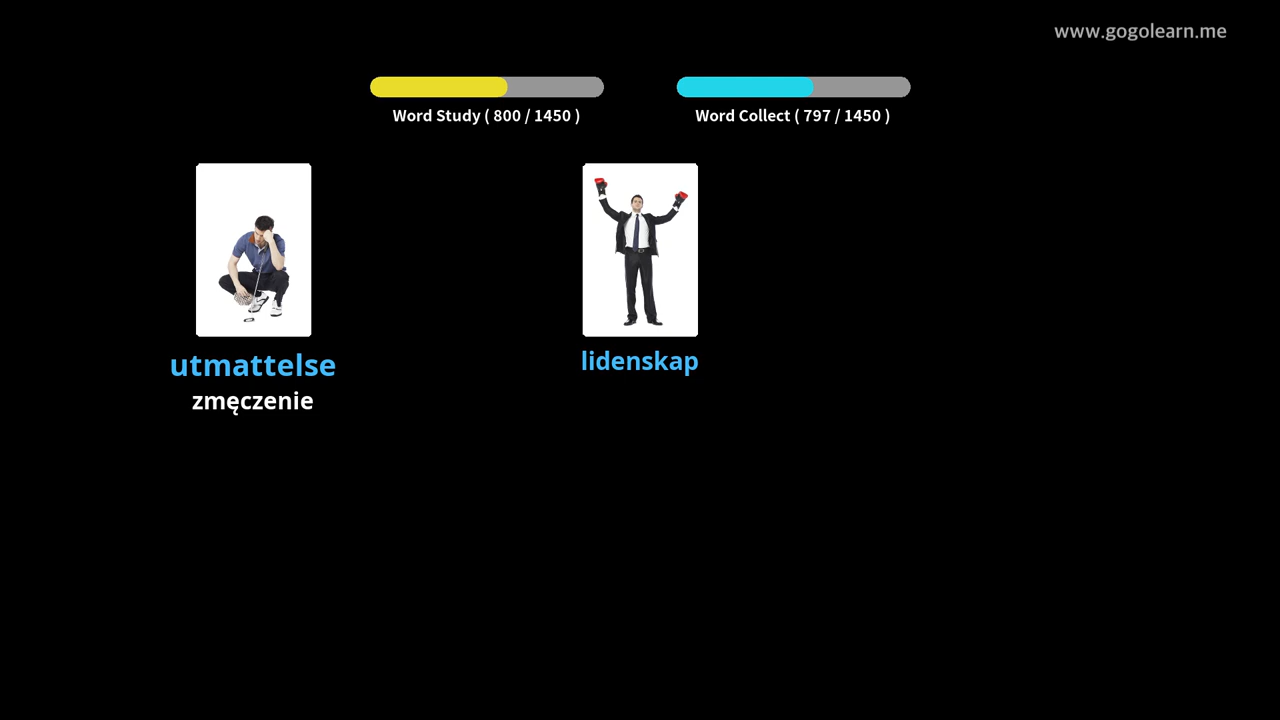 www.gogolearn.me
Word Study ( 800 / 1450 )
Word Collect ( 797 / 1450 )
utmattelse
zmęczenie
lidenskap